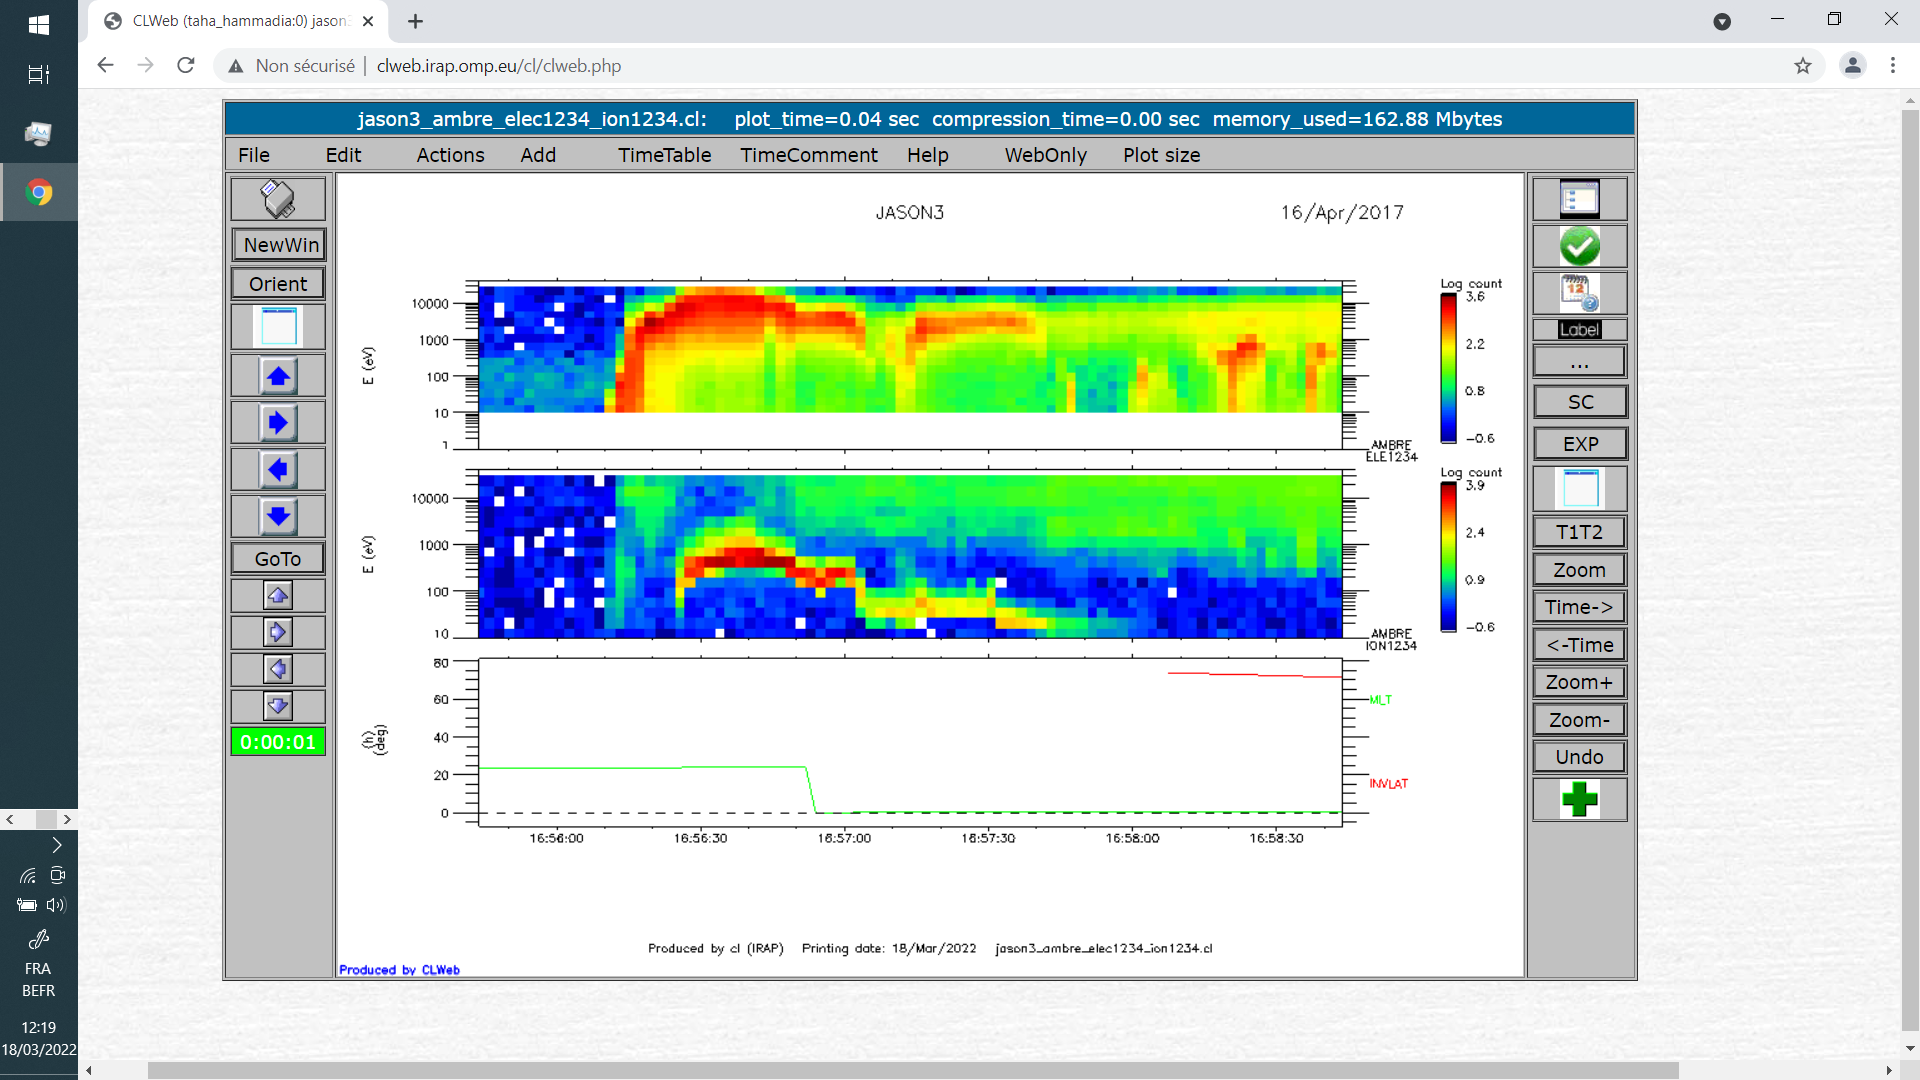 CLWeb (taha_hammadia:0) jason3
Non sécurisé | clweb.irap.omp.eu/cl/clweb.php
jason3_ambre_elec1234_ion1234.cl: plot_time=0.04 sec compression_time=0.00 sec memory_used=162.88 Mbytes
File Edit Actions Add TimeTable TimeComment Help WebOnly Plot size
NewWin
Orient
GoTo
0:00:01
JASON3 16/Apr/2017
10000
1000
100
10
1
E (eV)
Log count
3.6
2.2
0.8
-0.6
AMBRE
ELE1234
10000
1000
100
10
E (eV)
Log count
3.9
2.4
0.9
-0.6
AMBRE
ION1234
80
60
40
20
0
(h)
(deg)
MLT
INVLAT
16:56:00 16:56:30 16:57:00 16:57:30 16:58:00 16:58:30
Produced by cl (IRAP) Printing date: 18/Mar/2022 jason3_ambre_elec1234_ion1234.cl
Produced by CLWeb
12
Label
...
SC
EXP
T1T2
Zoom
Time->
<-Time
Zoom+
Zoom-
Undo
FRA
BEFR
12:19
18/03/2022